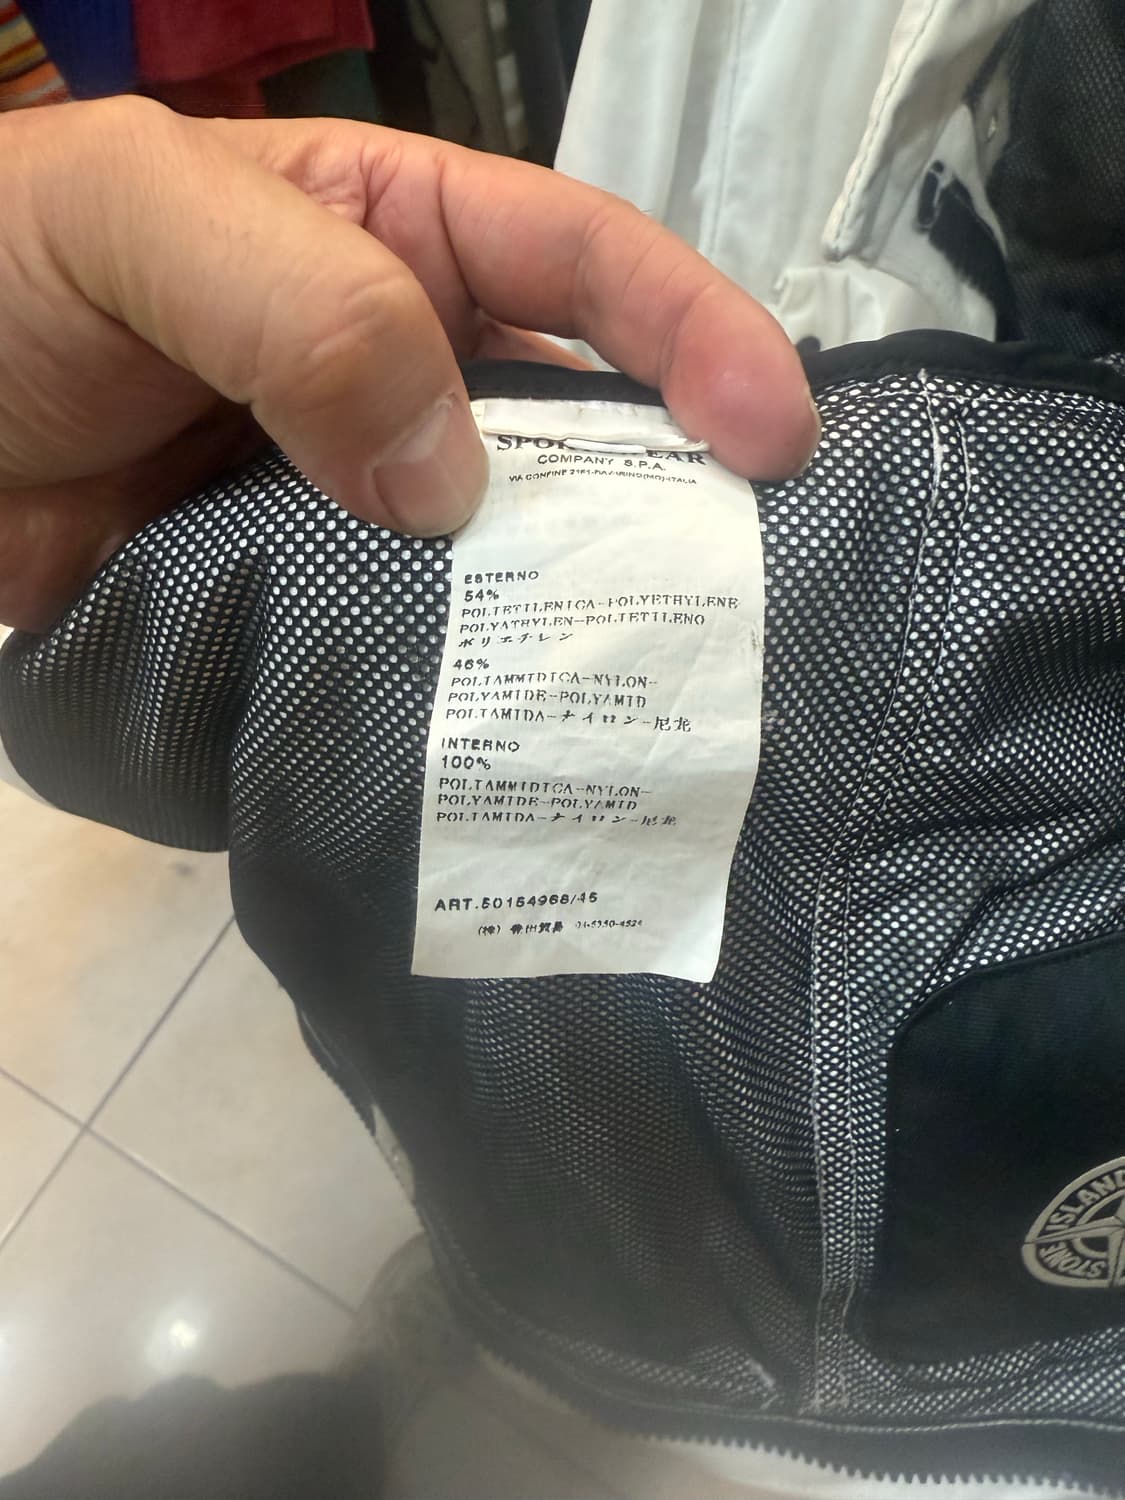 COMPANY S.P.A.
ESTERNO
54%
POLIETILENICA-POLYETHYLENE
POLYATHYLEN-POLIETILENO
ポリエチレン
46%
POLIAMMIDICA-NYLON-
POLYAMIDE-POLYAMID
POLIAMIDA-ナイロン-尼龙
INTERNO
100%
POLIAMMIDICA-NYLON-
POLYAMIDE-POLYAMID
POLIAMIDA-ナイロン-尼龙
ART.50154968/45
(株)
STONE ISLAND